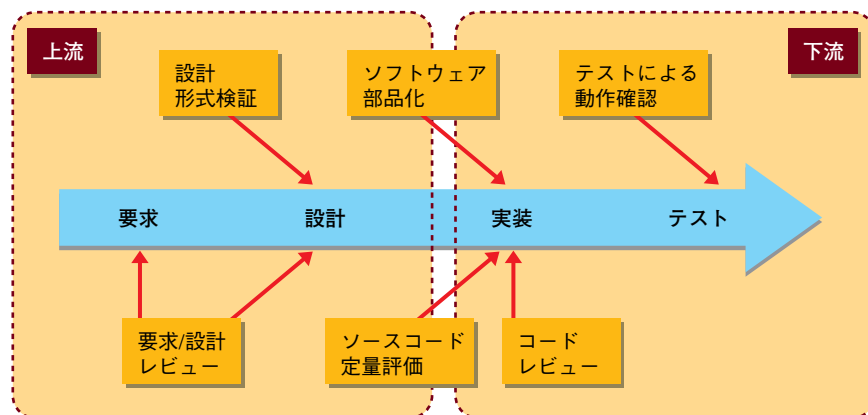 上流
下流
設計
形式検証
ソフトウェア
部品化
テストによる
動作確認
要求
設計
実装
テスト
要求/設計
レビュー
ソースコード
定量評価
コード
レビュー